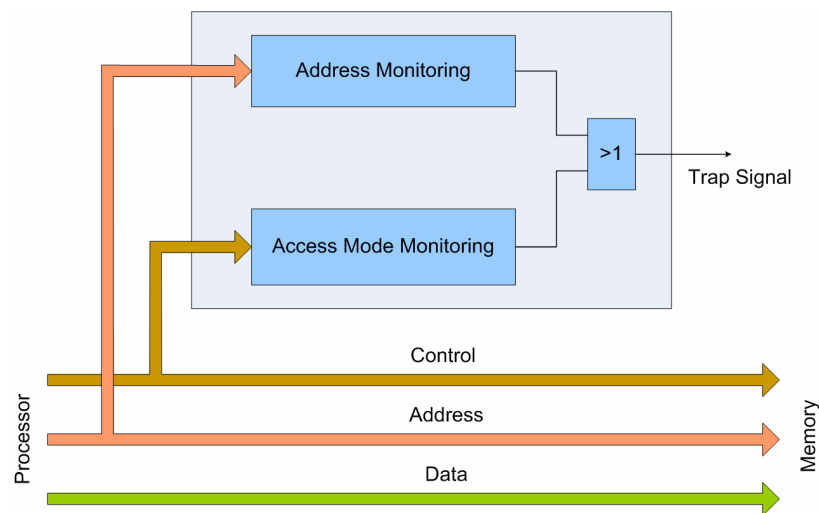 Address Monitoring
>1
Trap Signal
Access Mode Monitoring
Control
Address
Data
Processor
Memory